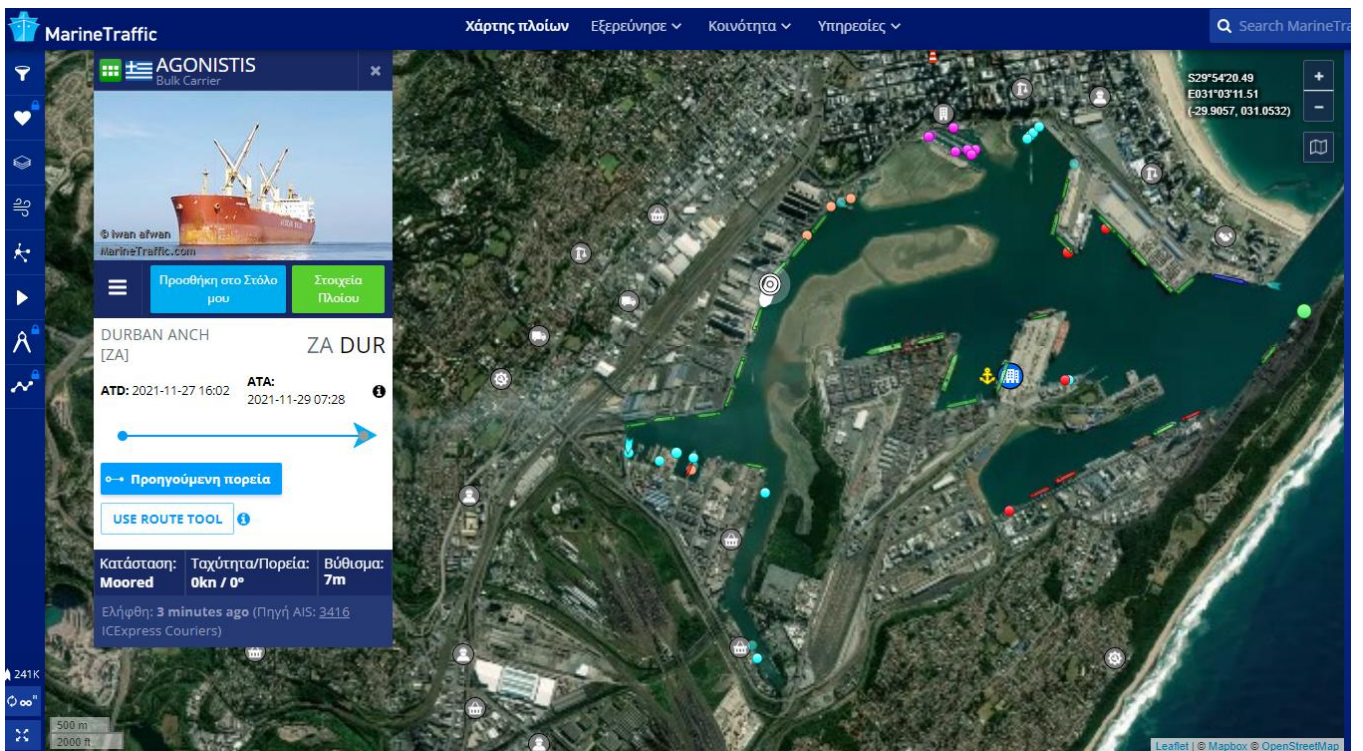 MarineTraffic
Χάρτης πλοίων Εξερεύνησε Κοινότητα Υπηρεσίες
Search MarineTra
AGONISTIS
Bulk Carrier
S29°54'20.49
E031°03'11.51
(-29.9057, 031.0532)
+
−
© iwan afwan
MarineTraffic.com
Προσθήκη στο Στόλο μου
Στοιχεία Πλοίου
DURBAN ANCH
[ZA]
ZA DUR
ATD: 2021-11-27 16:02
ATA:
2021-11-29 07:28
Προηγούμενη πορεία
USE ROUTE TOOL
Κατάσταση: Ταχύτητα/Πορεία: Βύθισμα:
Moored 0kn / 0° 7m
Ελήφθη: 3 minutes ago (Πηγή AIS: 3416
ICExpress Couriers)
241K
∞"
500 m
2000 ft
Leaflet | © Mapbox © OpenStreetMap